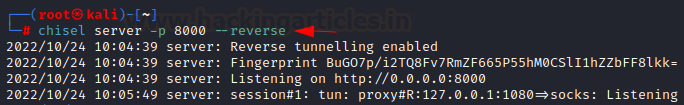 www.hackingarticles.in
┌──(root㉿kali)-[~]
└─# chisel server -p 8000 --reverse
2022/10/24 10:04:39 server: Reverse tunnelling enabled
2022/10/24 10:04:39 server: Fingerprint BuGO7p/i2TQ8Fv7RmZF665P55hM0CSlI1hZZbFF8lkk=
2022/10/24 10:04:39 server: Listening on http://0.0.0.0:8000
2022/10/24 10:05:49 server: session#1: tun: proxy#R:127.0.0.1:1080=>socks: Listening